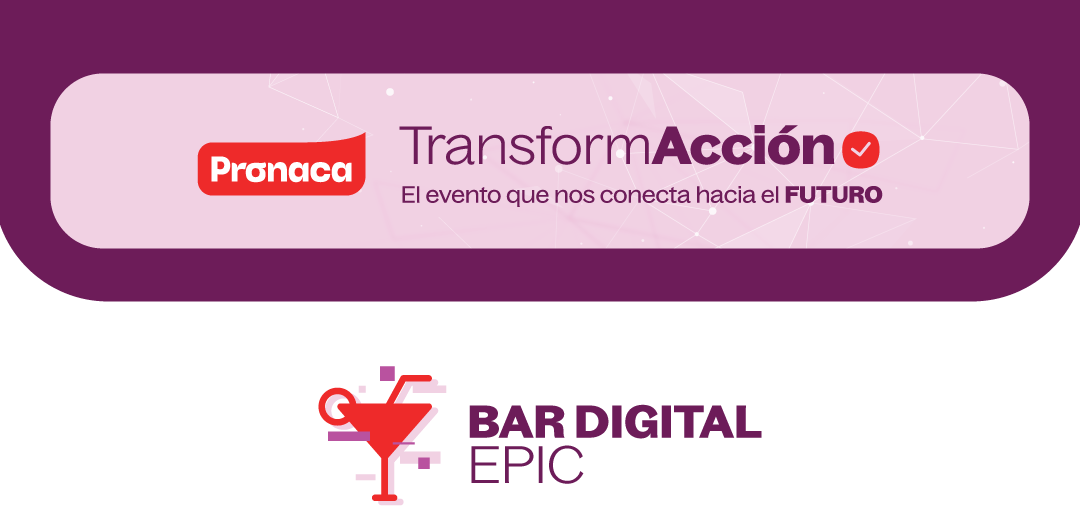 Pronaca
TransformAcción
El evento que nos conecta hacia el FUTURO
BAR DIGITAL
EPIC